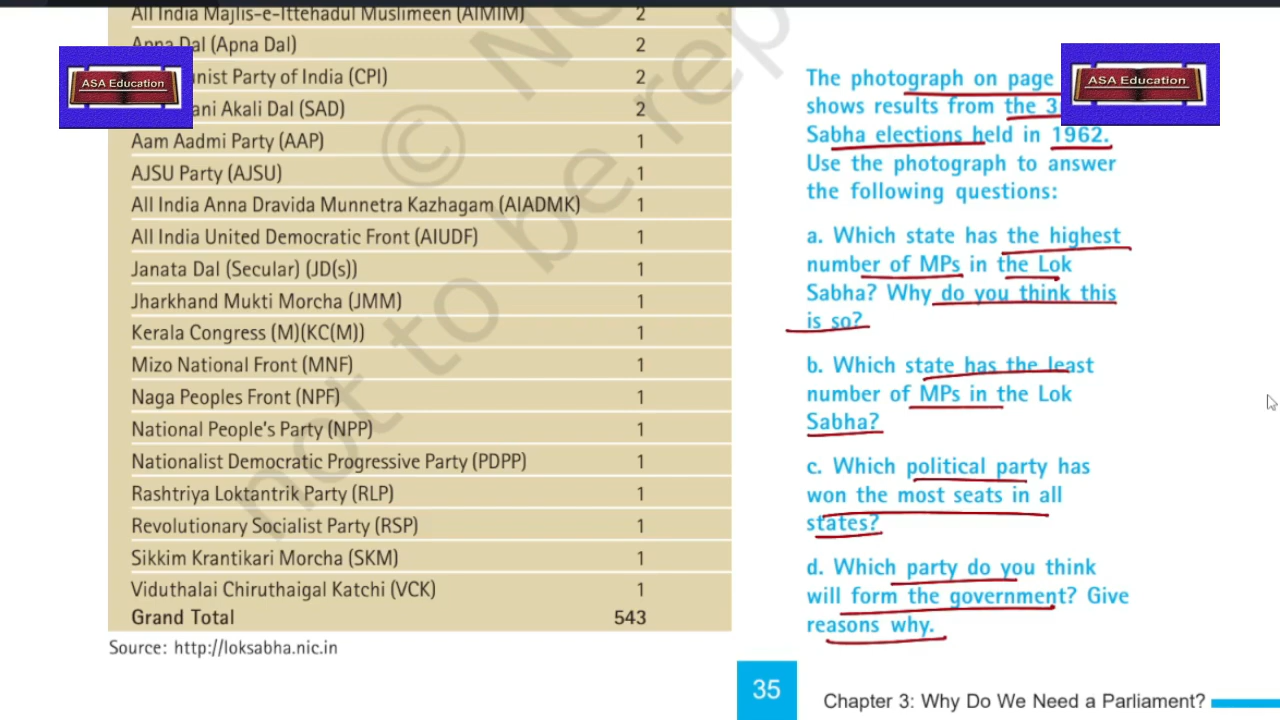 All India Majlis-e-Ittehadul Muslimeen (AIMIM) 2
Apna Dal (Apna Dal) 2
nist Party of India (CPI) 2
ani Akali Dal (SAD) 2
Aam Aadmi Party (AAP) 1
AJSU Party (AJSU) 1
All India Anna Dravida Munnetra Kazhagam (AIADMK) 1
All India United Democratic Front (AIUDF) 1
Janata Dal (Secular) (JD(s)) 1
Jharkhand Mukti Morcha (JMM) 1
Kerala Congress (M)(KC(M)) 1
Mizo National Front (MNF) 1
Naga Peoples Front (NPF) 1
National People's Party (NPP) 1
Nationalist Democratic Progressive Party (PDPP) 1
Rashtriya Loktantrik Party (RLP) 1
Revolutionary Socialist Party (RSP) 1
Sikkim Krantikari Morcha (SKM) 1
Viduthalai Chiruthaigal Katchi (VCK) 1
Grand Total 543
Source: http://loksabha.nic.in
ASA Education
ASA Education
© N
not to be rep
The photograph on page
shows results from the 3
Sabha elections held in 1962.
Use the photograph to answer
the following questions:
a. Which state has the highest
number of MPs in the Lok
Sabha? Why do you think this
is so?
b. Which state has the least
number of MPs in the Lok
Sabha?
c. Which political party has
won the most seats in all
states?
d. Which party do you think
will form the government? Give
reasons why.
35
Chapter 3: Why Do We Need a Parliament?